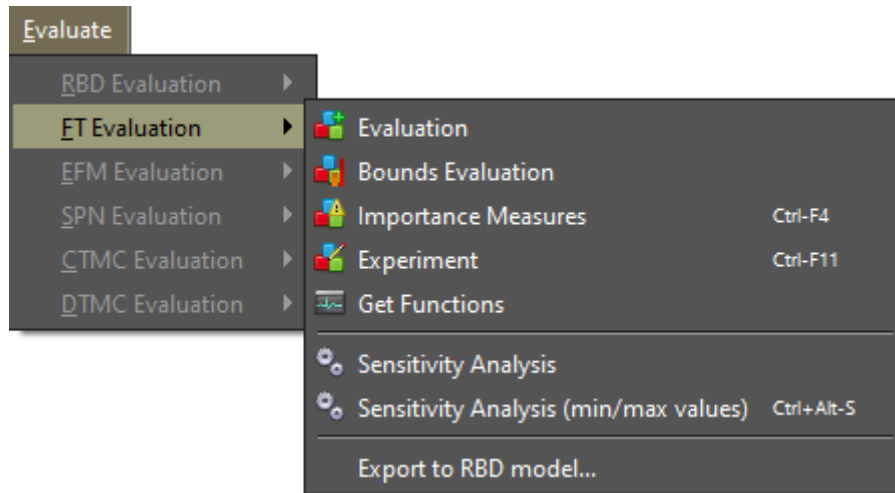 Evaluate
RBD Evaluation
FT Evaluation
EFM Evaluation
SPN Evaluation
CTMC Evaluation
DTMC Evaluation
Evaluation
Bounds Evaluation
Importance Measures Ctrl-F4
Experiment Ctrl-F11
Get Functions
Sensitivity Analysis
Sensitivity Analysis (min/max values) Ctrl+Alt-S
Export to RBD model...